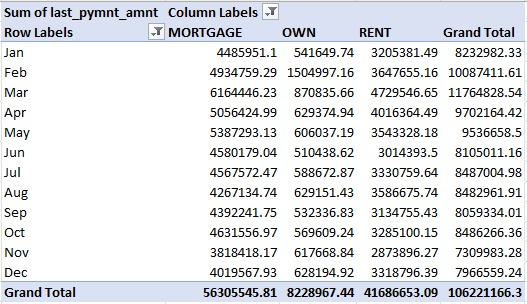 Sum of last_pymnt_amnt Column Labels
Row Labels MORTGAGE OWN RENT Grand Total
Jan 4485951.1 541649.74 3205381.49 8232982.33
Feb 4934759.29 1504997.16 3647655.16 10087411.61
Mar 6164446.23 870835.66 4729546.65 11764828.54
Apr 5056424.99 629374.94 4016364.49 9702164.42
May 5387293.13 606037.19 3543328.18 9536658.5
Jun 4580179.04 510438.62 3014393.5 8105011.16
Jul 4567572.47 588672.87 3330759.64 8487004.98
Aug 4267134.74 629151.43 3586675.74 8482961.91
Sep 4392241.75 532336.83 3134755.43 8059334.01
Oct 4631556.97 569609.24 3285100.15 8486266.36
Nov 3818418.17 617668.84 2873896.27 7309983.28
Dec 4019567.93 628194.92 3318796.39 7966559.24
Grand Total 56305545.81 8228967.44 41686653.09 106221166.3